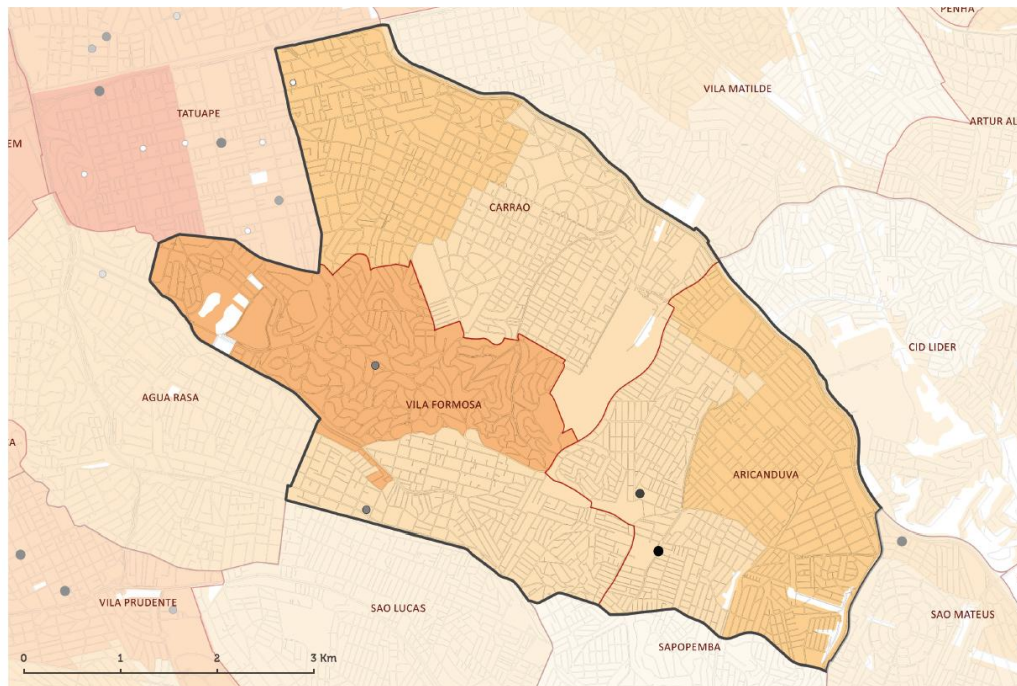 PENHA
VILA MATILDE
TATUAPE
ARTUR AL
EM
CARRAO
CID LIDER
AGUA RASA
VILA FORMOSA
A
ARICANDUVA
VILA PRUDENTE
SAO LUCAS
SAO MATEUS
SAPOPEMBA
0 1 2 3 Km